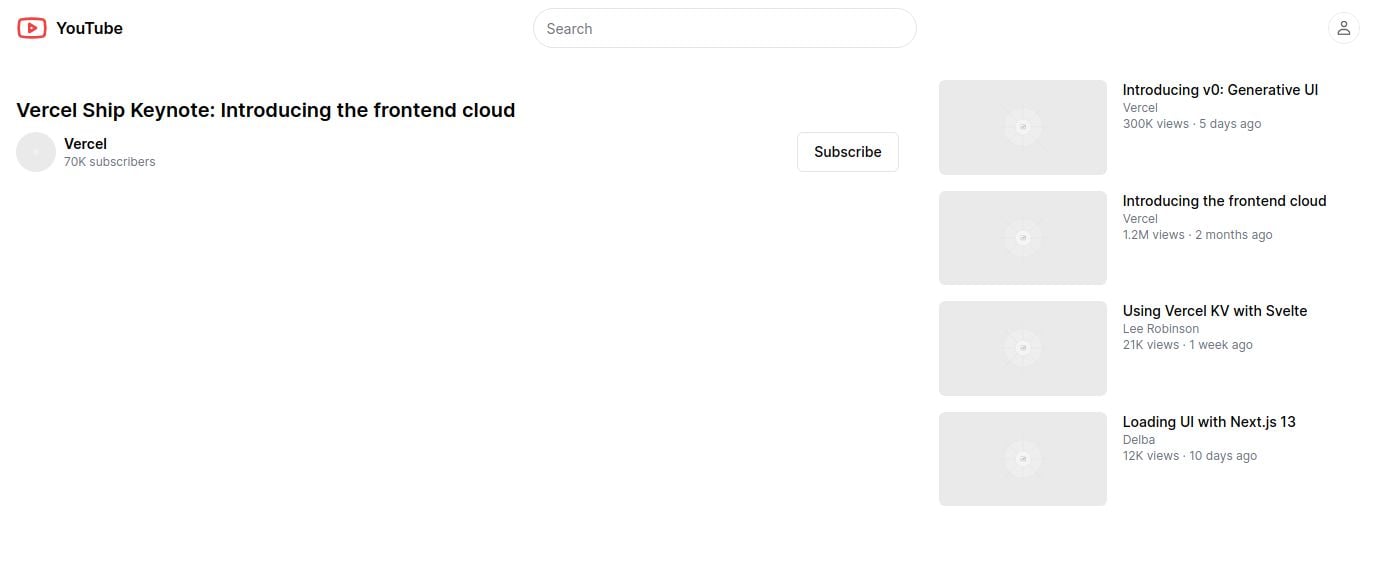 YouTube
Search
Vercel Ship Keynote: Introducing the frontend cloud
Vercel
70K subscribers
Subscribe
Introducing v0: Generative UI
Vercel
300K views · 5 days ago
Introducing the frontend cloud
Vercel
1.2M views · 2 months ago
Using Vercel KV with Svelte
Lee Robinson
21K views · 1 week ago
Loading UI with Next.js 13
Delba
12K views · 10 days ago